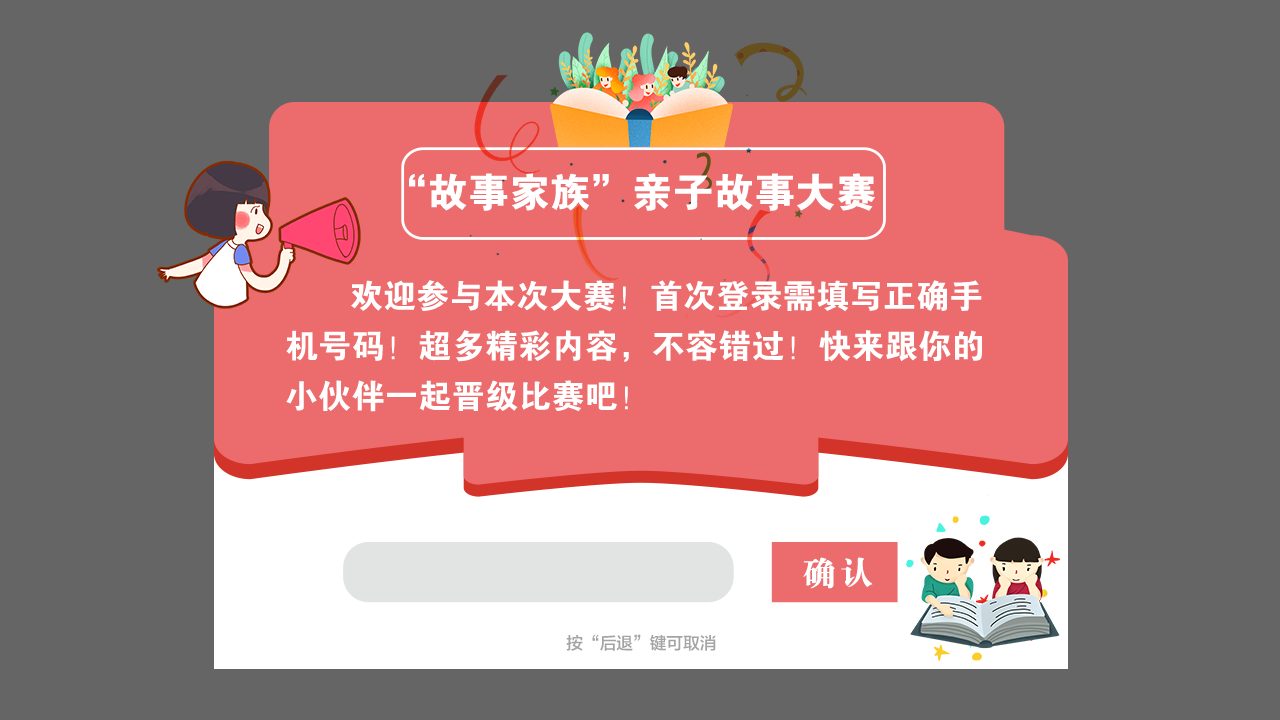 “故事家族”亲子故事大赛
欢迎参与本次大赛！首次登录需填写正确手
机号码！超多精彩内容，不容错过！快来跟你的
小伙伴一起晋级比赛吧！
确认
按“后退”键可取消